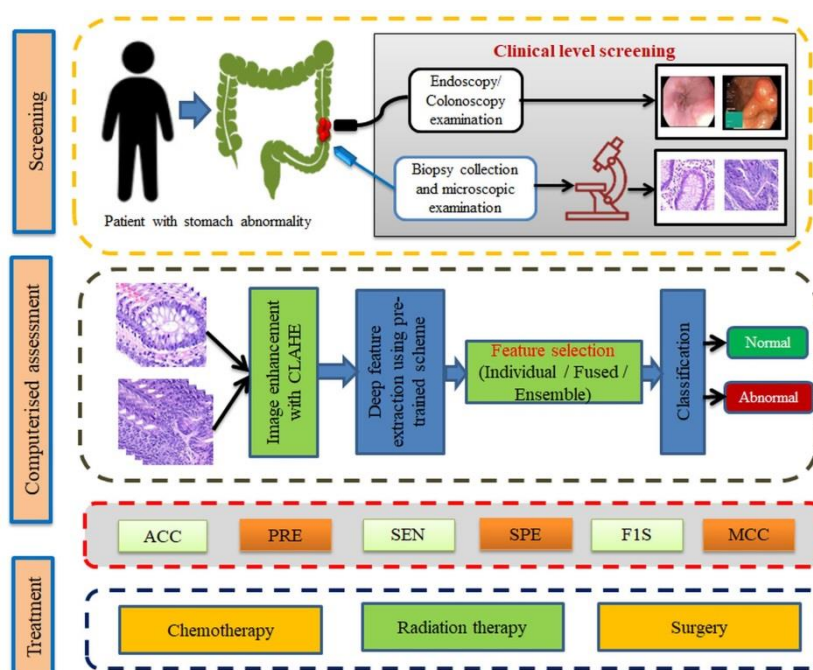 Screening
Clinical level screening
Endoscopy/
Colonoscopy
examination
Biopsy collection
and microscopic
examination
Patient with stomach abnormality
Computerised assessment
Image enhancement
with CLAHE
Deep feature
extraction using pre-
trained scheme
Feature selection
(Individual / Fused /
Ensemble)
Classification
Normal
Abnormal
ACC
PRE
SEN
SPE
F1S
MCC
Treatment
Chemotherapy
Radiation therapy
Surgery